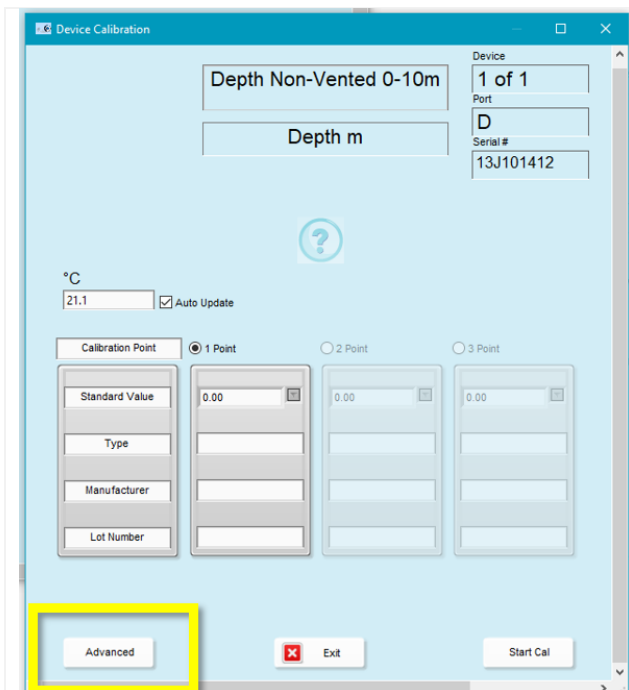 Device Calibration
Device
Depth Non-Vented 0-10m
1 of 1
Port
Depth m
D
Serial #
13J101412
?
°C
21.1
Auto Update
Calibration Point
1 Point
2 Point
3 Point
Standard Value
0.00
0.00
0.00
Type
Manufacturer
Lot Number
Advanced
Exit
Start Cal